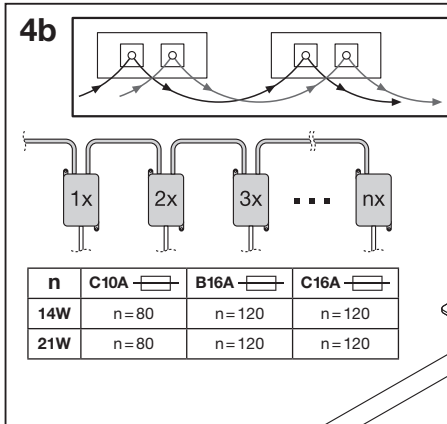 4b
1x 2x 3x ... nx
n C10A B16A C16A
14W n=80 n=120 n=120
21W n=80 n=120 n=120